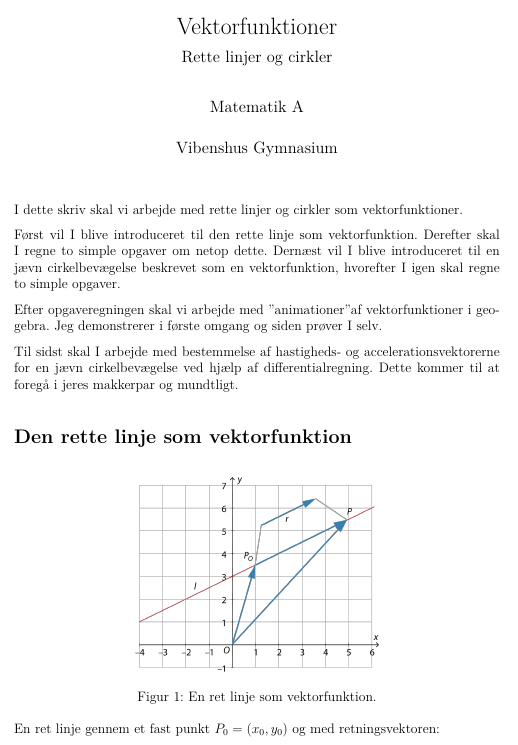 Vektorfunktioner
Rette linjer og cirkler
Matematik A
Vibenshus Gymnasium
I dette skriv skal vi arbejde med rette linjer og cirkler som vektorfunktioner.
Først vil I blive introduceret til den rette linje som vektorfunktion. Derefter skal
I regne to simple opgaver om netop dette. Dernæst vil I blive introduceret til en
jævn cirkelbevægelse beskrevet som en vektorfunktion, hvorefter I igen skal regne
to simple opgaver.
Efter opgaveregningen skal vi arbejde med ”animationer”af vektorfunktioner i geo-
gebra. Jeg demonstrerer i første omgang og siden prøver I selv.
Til sidst skal I arbejde med bestemmelse af hastigheds- og accelerationsvektorerne
for en jævn cirkelbevægelse ved hjælp af differentialregning. Dette kommer til at
foregå i jeres makkerpar og mundtligt.
Den rette linje som vektorfunktion
y
7
6
P
r
5
4
P₀
3
l
2
1
x
-4 -3 -2 -1 O 1 2 3 4 5 6
-1
Figur 1: En ret linje som vektorfunktion.
En ret linje gennem et fast punkt P₀ = (x₀, y₀) og med retningsvektoren: